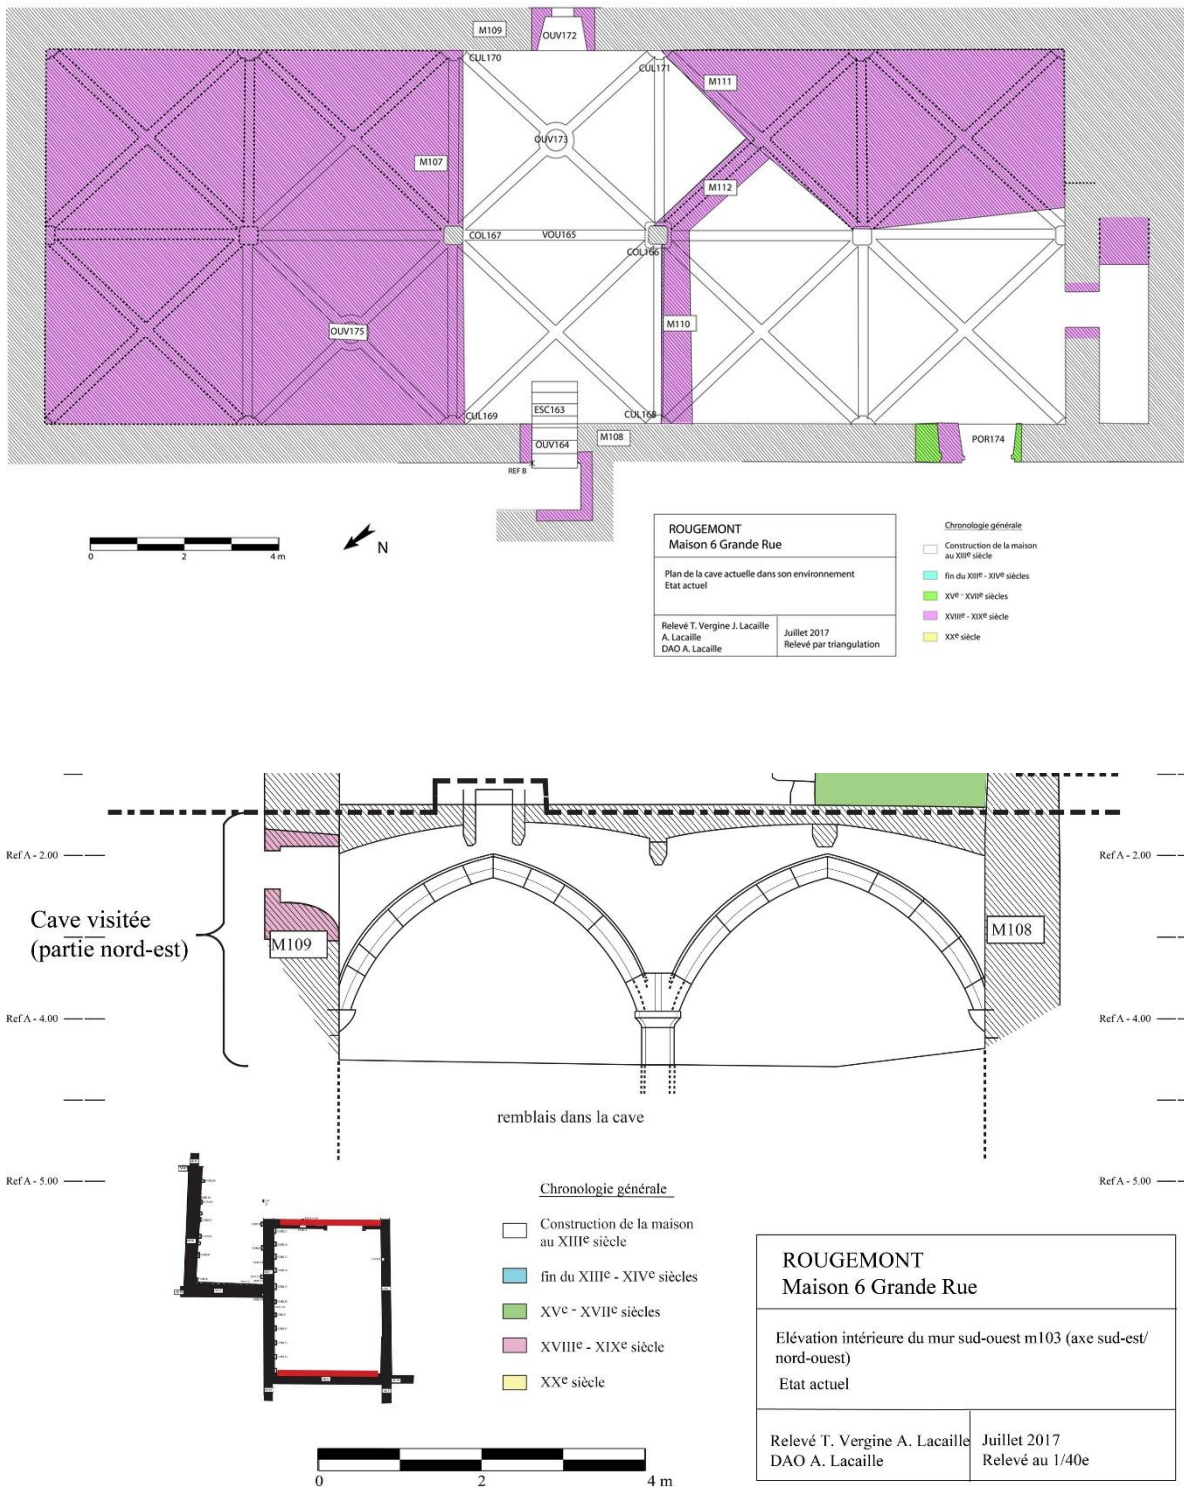 M109
OUV172
CUL170
CUL171
M111
OUV173
M107
M112
COL167
VOU165
COL166
OUV175
M110
ESC163
CUL169
CUL168
OUV164
M108
POR174
REF B
0
2
4 m
N
ROUGEMONT
Maison 6 Grande Rue
Plan de la cave actuelle dans son environnement
Etat actuel
Relevé T. Vergine J. Lacaille
A. Lacaille
DAO A. Lacaille
Juillet 2017
Relevé par triangulation
Chronologie générale
Construction de la maison
au XIIIe siècle
fin du XIIIe - XIVe siècles
XVe - XVIIe siècles
XVIIIe - XIXe siècle
XXe siècle
Ref A - 2.00
Ref A - 2.00
Cave visitée
(partie nord-est)
M109
M108
Ref A - 4.00
Ref A - 4.00
remblais dans la cave
Ref A - 5.00
Ref A - 5.00
Chronologie générale
Construction de la maison
au XIIIe siècle
fin du XIIIe - XIVe siècles
XVe - XVIIe siècles
XVIIIe - XIXe siècle
XXe siècle
ROUGEMONT
Maison 6 Grande Rue
Elévation intérieure du mur sud-ouest m103 (axe sud-est/
nord-ouest)
Etat actuel
Relevé T. Vergine A. Lacaille
DAO A. Lacaille
Juillet 2017
Relevé au 1/40e
0
2
4 m